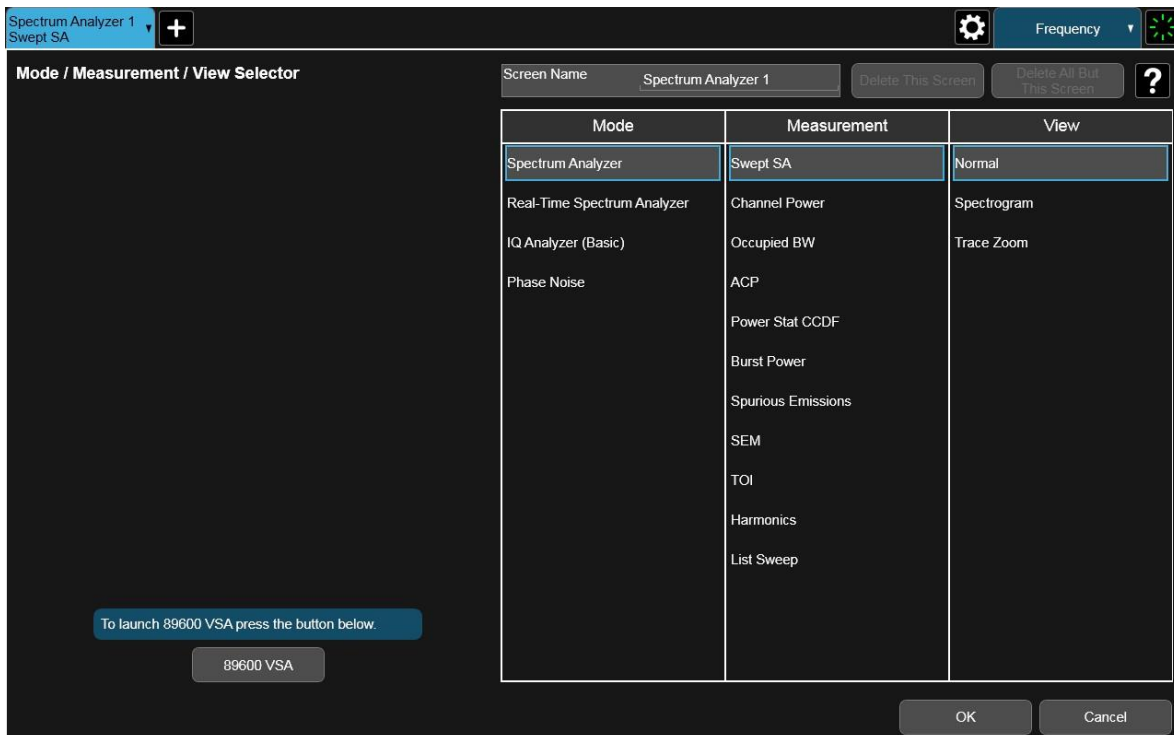 Spectrum Analyzer 1
Swept SA
+
Frequency
Mode / Measurement / View Selector
Screen Name
Spectrum Analyzer 1
Delete This Screen
Delete All But
This Screen
?
Mode
Measurement
View
Spectrum Analyzer
Swept SA
Normal
Real-Time Spectrum Analyzer
Channel Power
Spectrogram
IQ Analyzer (Basic)
Occupied BW
Trace Zoom
Phase Noise
ACP
Power Stat CCDF
Burst Power
Spurious Emissions
SEM
TOI
Harmonics
List Sweep
To launch 89600 VSA press the button below.
89600 VSA
OK
Cancel